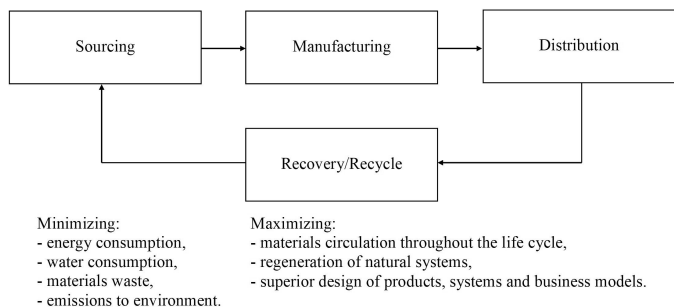 Sourcing
Manufacturing
Distribution
Recovery/Recycle
Minimizing:
- energy consumption,
- water consumption,
- materials waste,
- emissions to environment.
Maximizing:
- materials circulation throughout the life cycle,
- regeneration of natural systems,
- superior design of products, systems and business models.